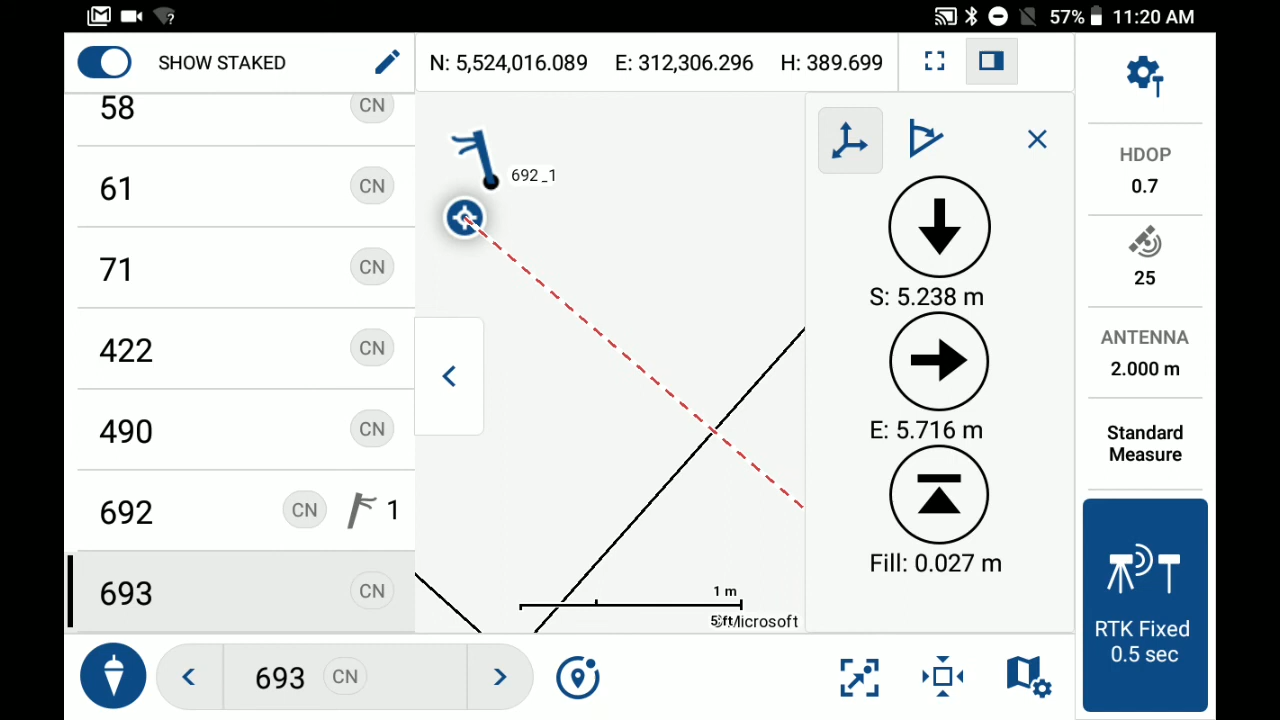 57% 11:20 AM
SHOW STAKED
N: 5,524,016.089 E: 312,306.296 H: 389.699
58 CN
61 CN
71 CN
422 CN
490 CN
692 CN 1
693 CN
692_1
1 m
5 ft
Microsoft
S: 5.238 m
E: 5.716 m
Fill: 0.027 m
HDOP
0.7
25
ANTENNA
2.000 m
Standard
Measure
RTK Fixed
0.5 sec
693 CN